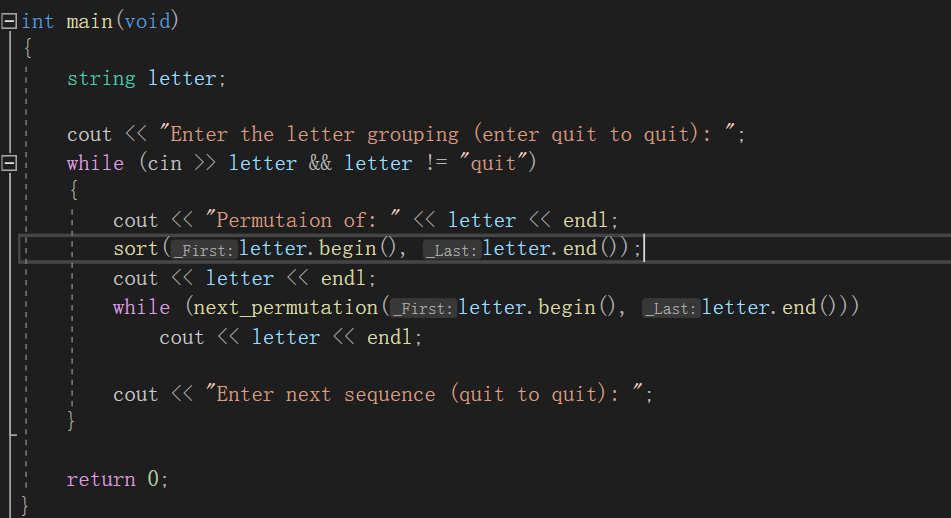 int main(void)
{
    string letter;

    cout << "Enter the letter grouping (enter quit to quit): ";
    while (cin >> letter && letter != "quit")
    {
        cout << "Permutaion of: " << letter << endl;
        sort(_First:letter.begin(), _Last:letter.end());
        cout << letter << endl;
        while (next_permutation(_First:letter.begin(), _Last:letter.end()))
            cout << letter << endl;

        cout << "Enter next sequence (quit to quit): ";
    }

    return 0;
}